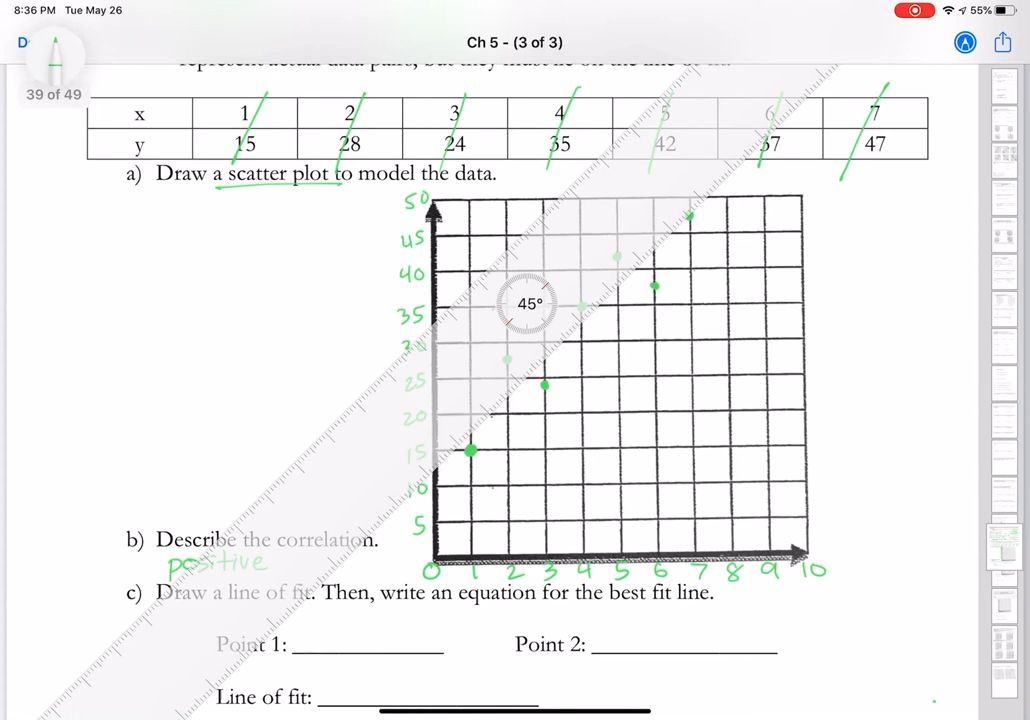 8:36 PM Tue May 26 55%
Ch 5 - (3 of 3)
39 of 49
x 1 2 3 4 5 6 7
y 15 28 24 35 42 37 47
a) Draw a scatter plot to model the data.
50
45
40
35
30
25
20
15
10
5
45°
0 1 2 3 4 5 6 7 8 9 10
b) Describe the correlation.
positive
c) Draw a line of fit. Then, write an equation for the best fit line.
Point 1: Point 2:
Line of fit: